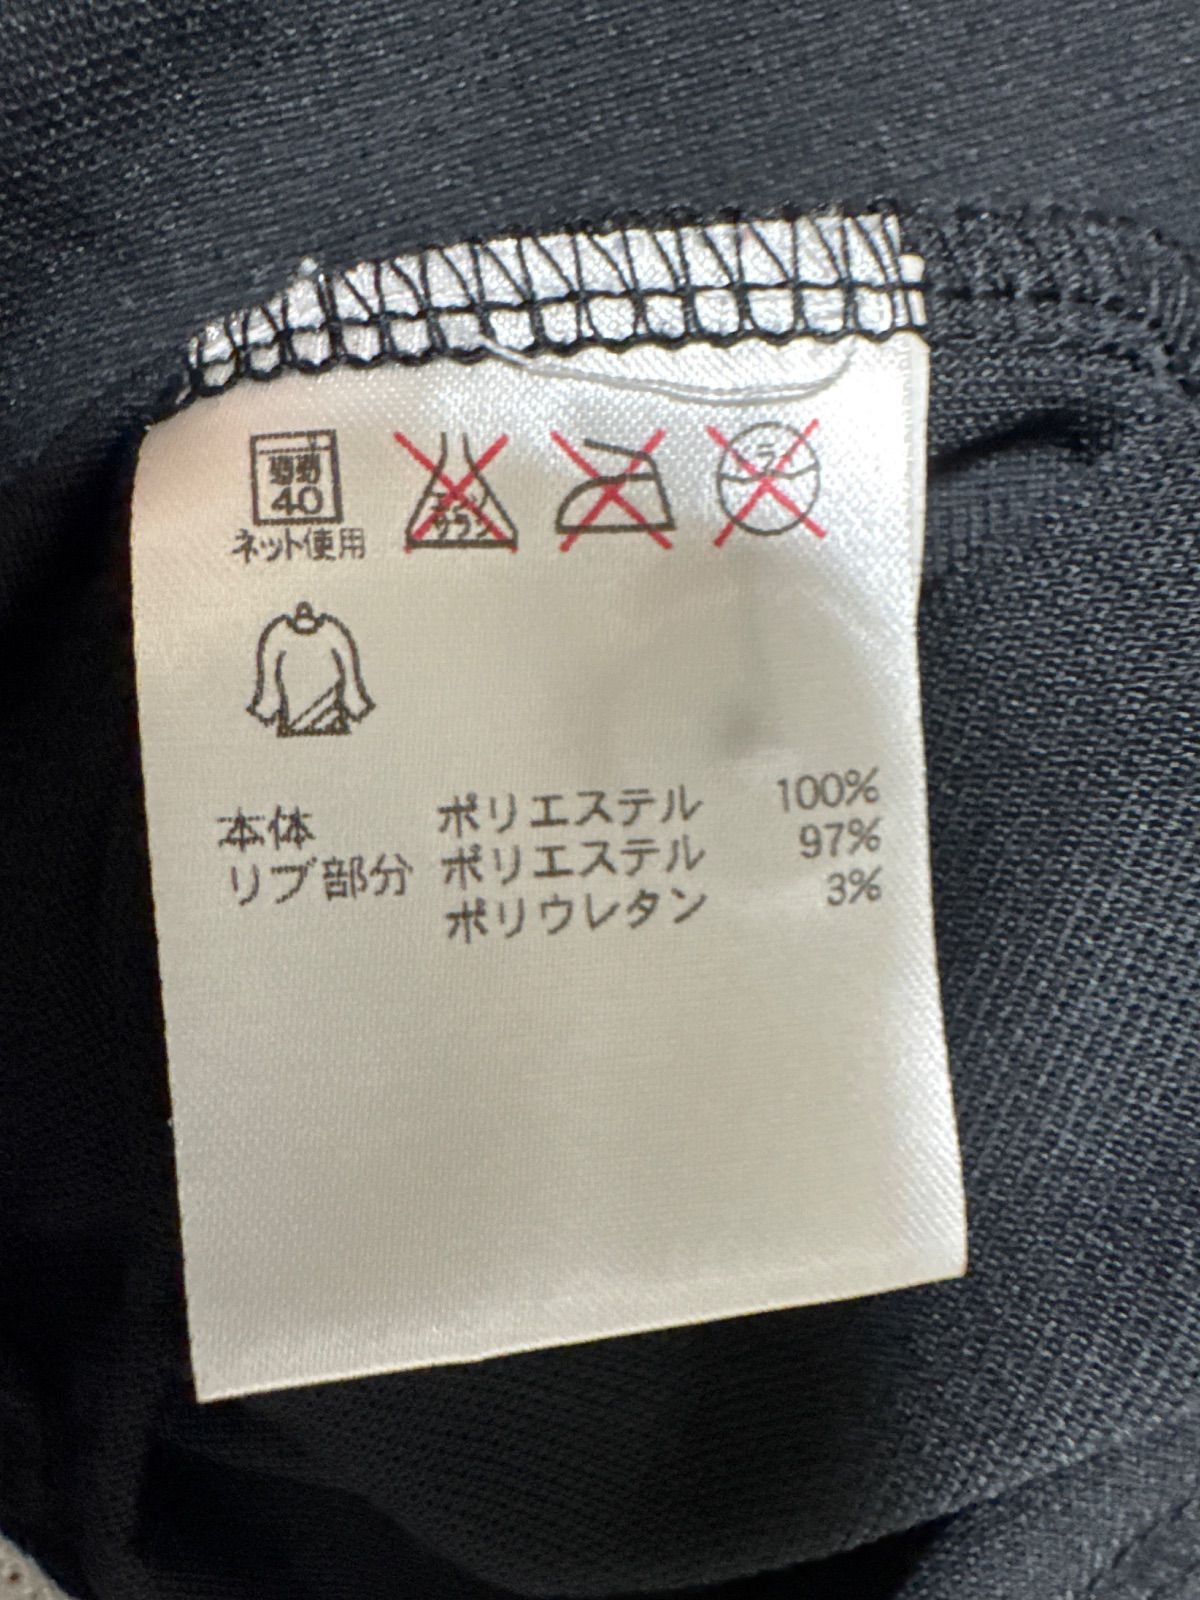 40
ネット使用
本体 ポリエステル 100%
リブ部分 ポリエステル 97%
ポリウレタン 3%